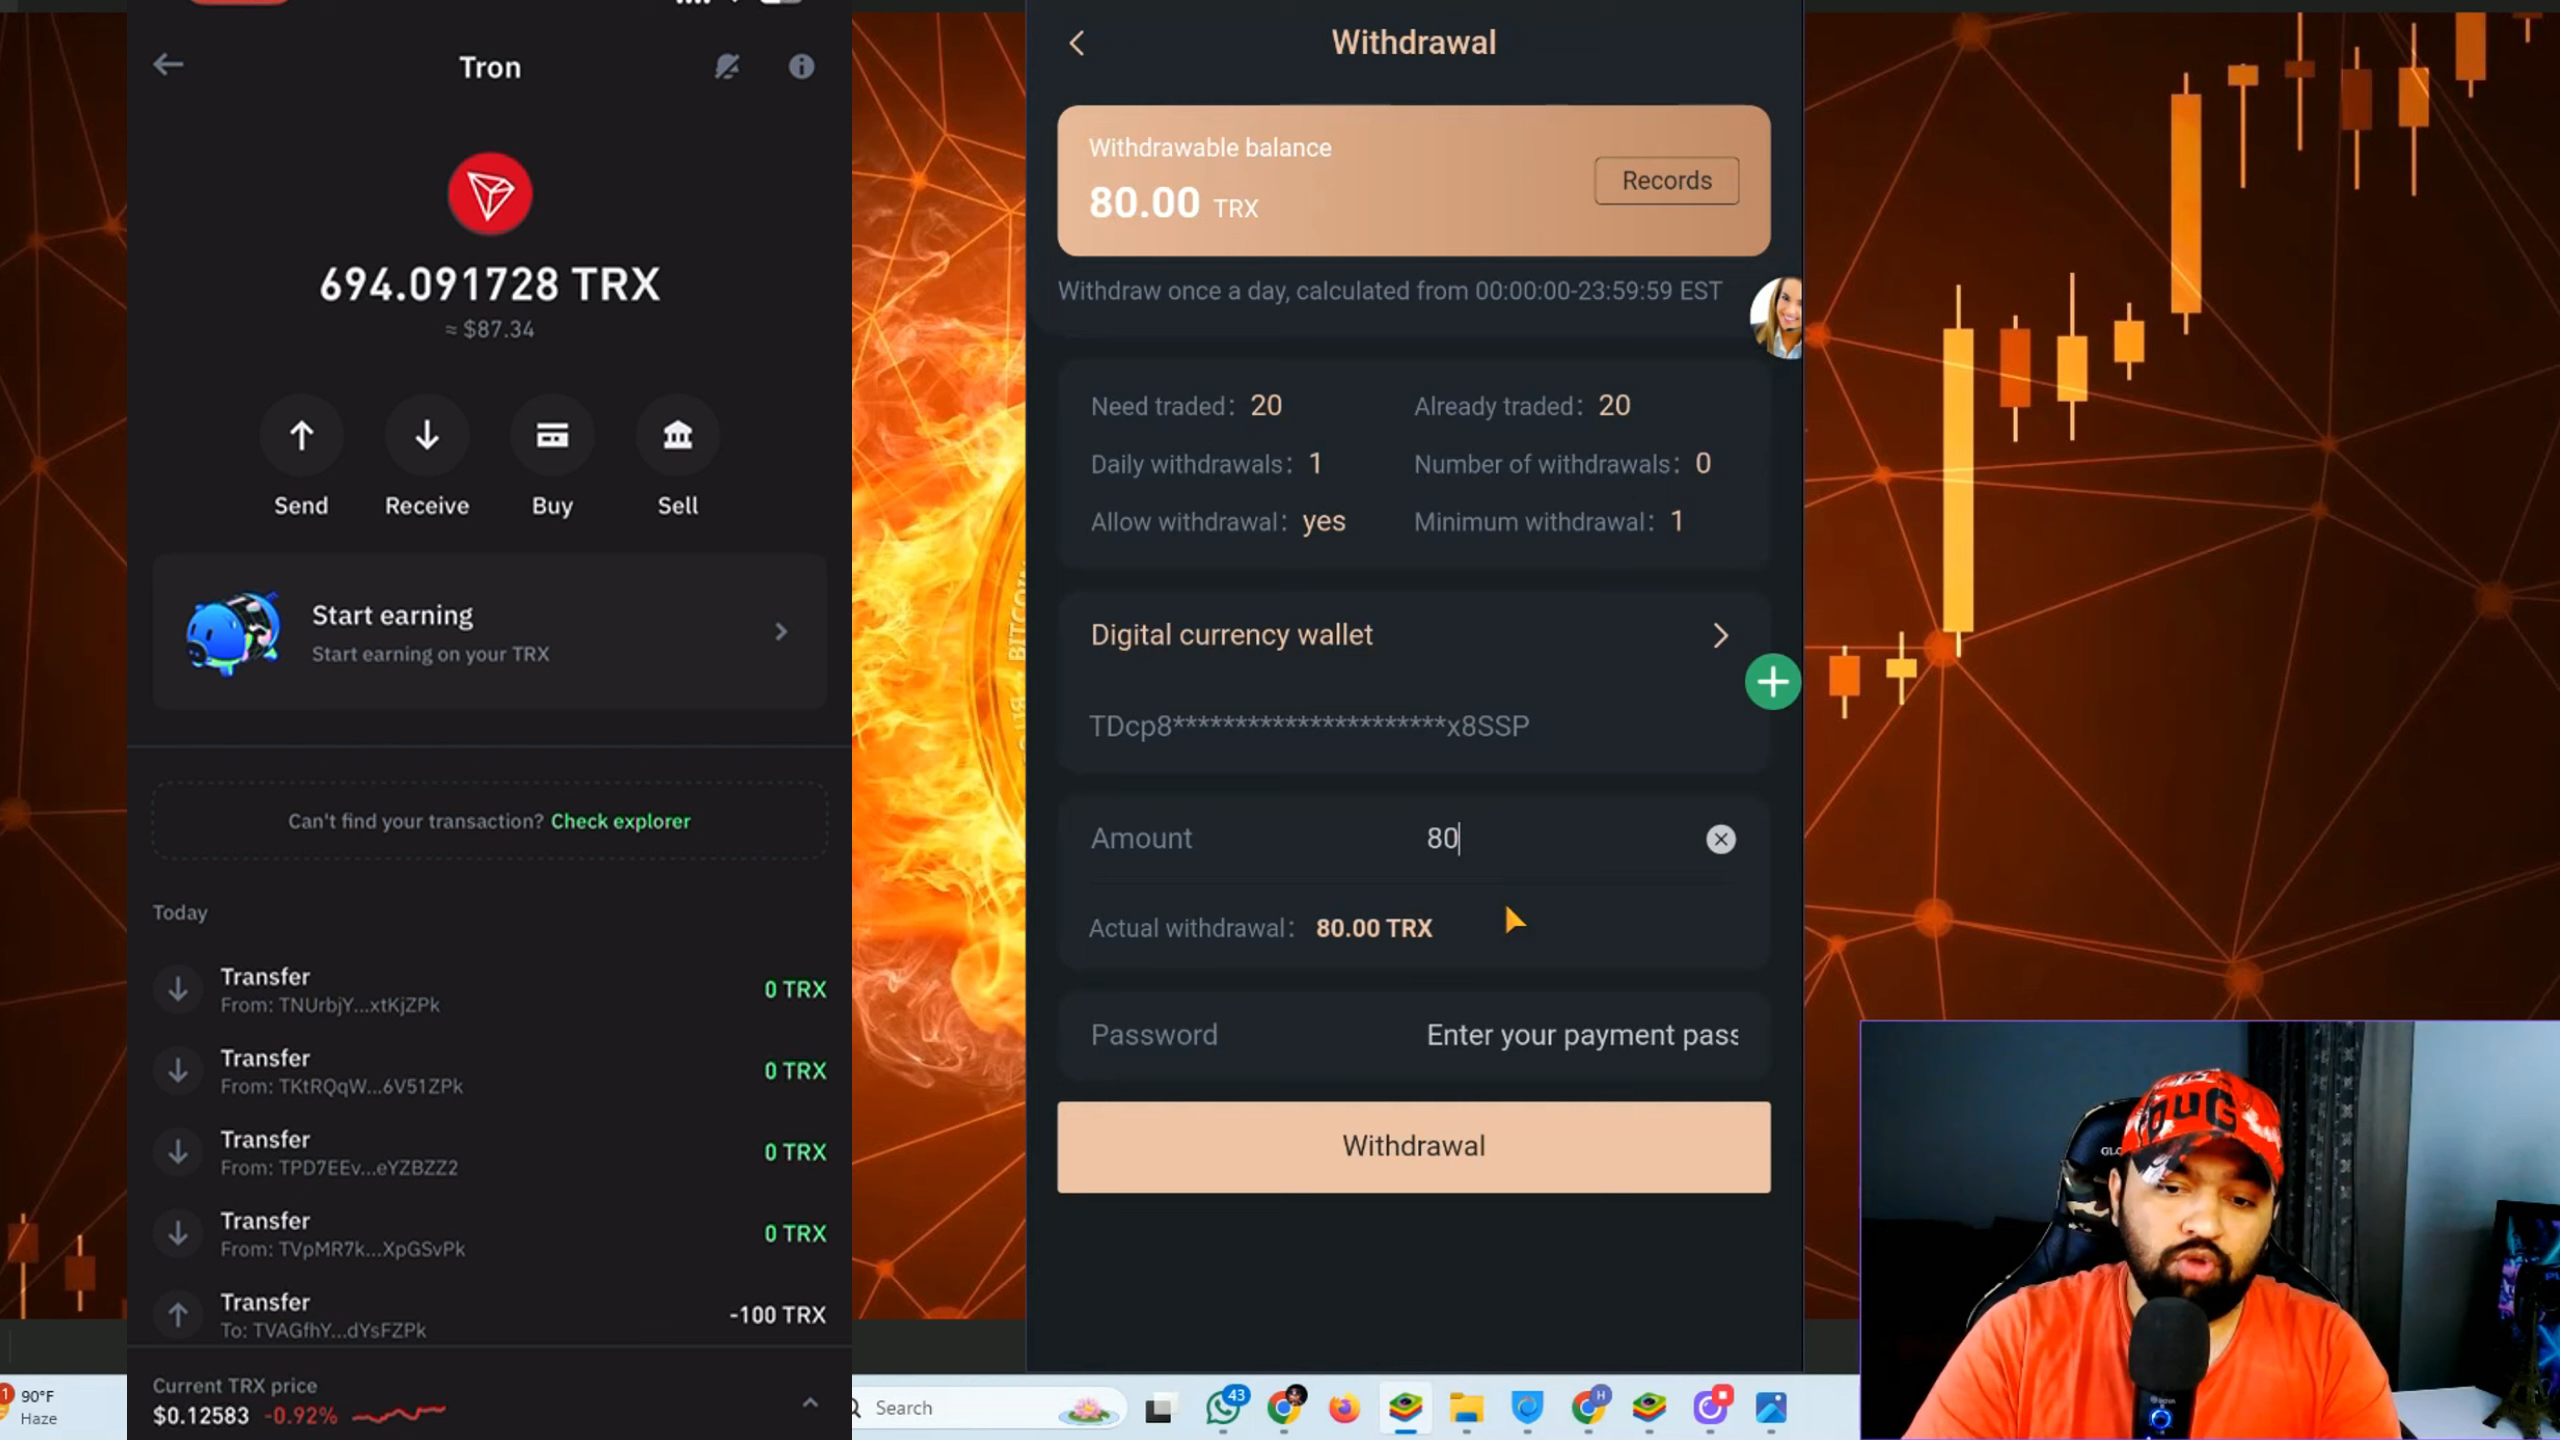 Tron
694.091728 TRX
≈ $87.34
Send
Receive
Buy
Sell
Start earning
Start earning on your TRX
Can't find your transaction? Check explorer
Today
Transfer
0 TRX
From: TNUrbjY...xtKjZPk
Transfer
0 TRX
From: TKtRQqW...6V51ZPk
Transfer
0 TRX
From: TPD7EEv...eYZBZZ2
Transfer
0 TRX
From: TVpMR7k...XpGSvPk
Transfer
-100 TRX
To: TVAGfhY...dYsFZPk
Current TRX price
$0.12583 -0.92%
Withdrawal
Withdrawable balance
80.00 TRX
Records
Withdraw once a day, calculated from 00:00:00-23:59:59 EST
Need traded: 20
Already traded: 20
Daily withdrawals: 1
Number of withdrawals: 0
Allow withdrawal: yes
Minimum withdrawal: 1
Digital currency wallet
TDcp8**********************x8SSP
Amount
80
Actual withdrawal: 80.00 TRX
Password
Enter your payment pass
Withdrawal
BITCOIN
1
90°F
Haze
Search
43
H